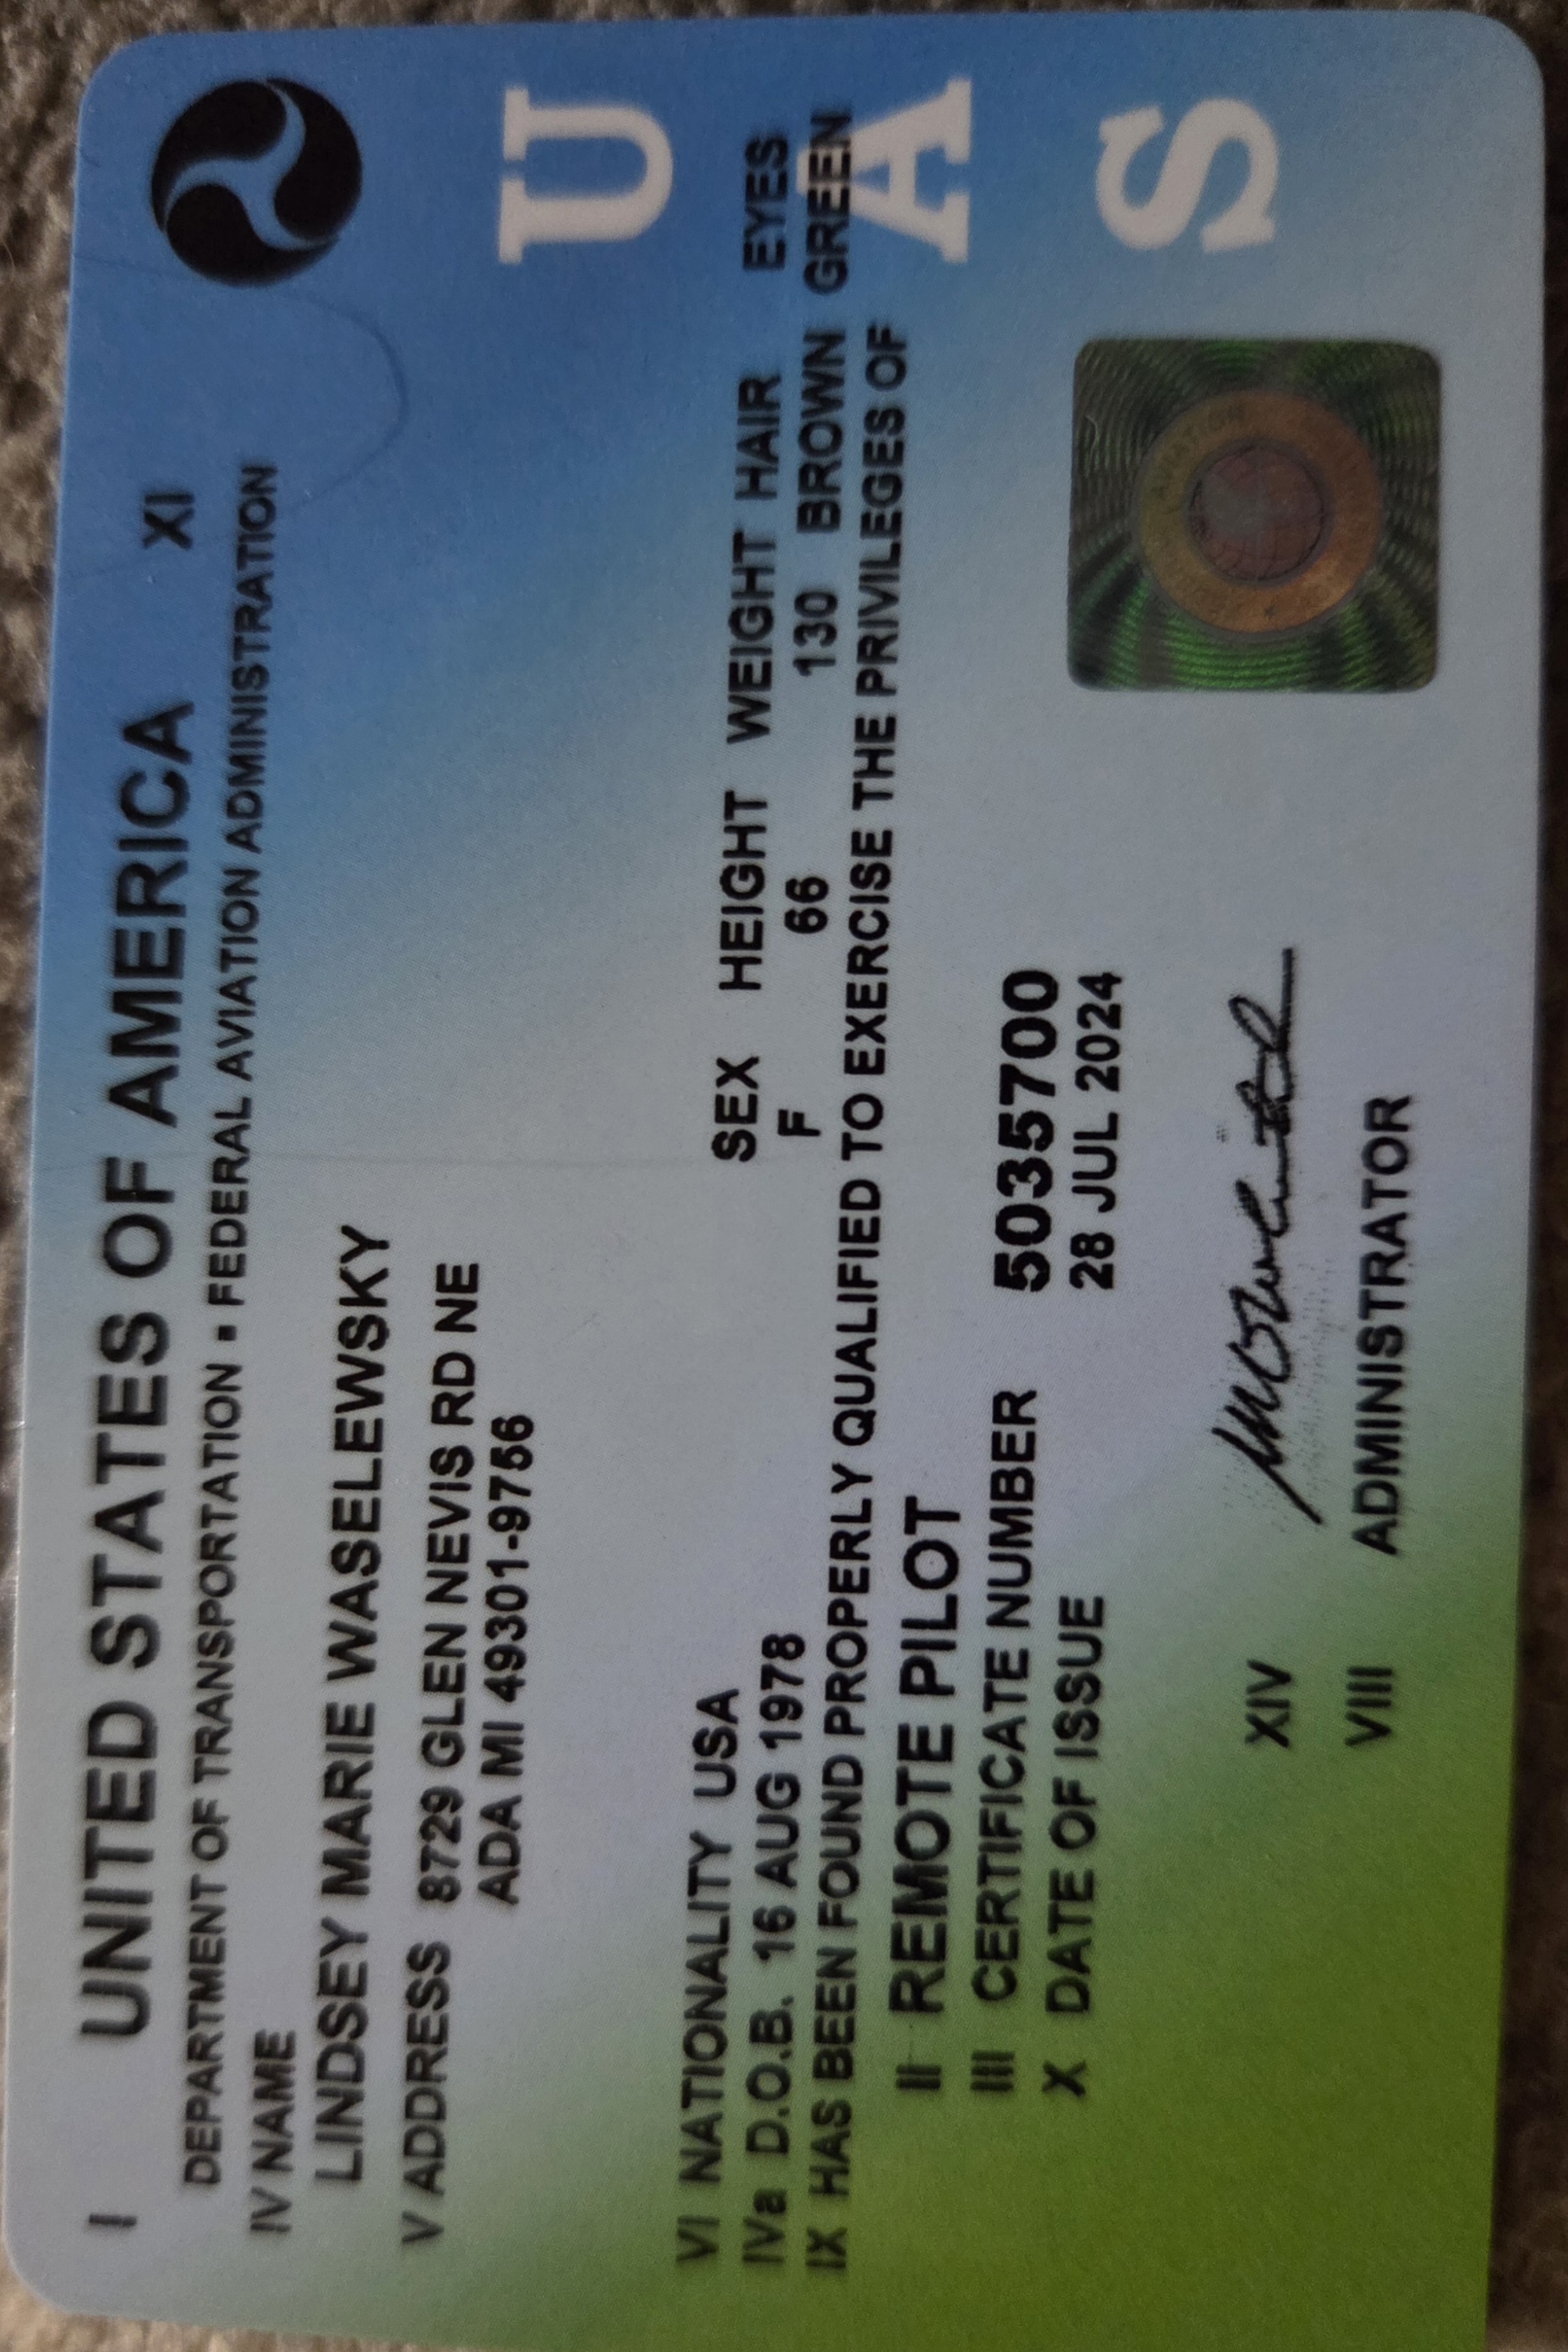 I UNITED STATES OF AMERICA XI
DEPARTMENT OF TRANSPORTATION ▪ FEDERAL AVIATION ADMINISTRATION
IV NAME
LINDSEY MARIE WASELEWSKY
V ADDRESS 8729 GLEN NEVIS RD NE
ADA MI 49301-9756
VI NATIONALITY USA SEX HEIGHT WEIGHT HAIR EYES
IVa D.O.B. 16 AUG 1978 F 66 130 BROWN GREEN
IX HAS BEEN FOUND PROPERLY QUALIFIED TO EXERCISE THE PRIVILEGES OF
II REMOTE PILOT
III CERTIFICATE NUMBER 5035700
X DATE OF ISSUE 28 JUL 2024
XIV
VIII ADMINISTRATOR
U
A
S